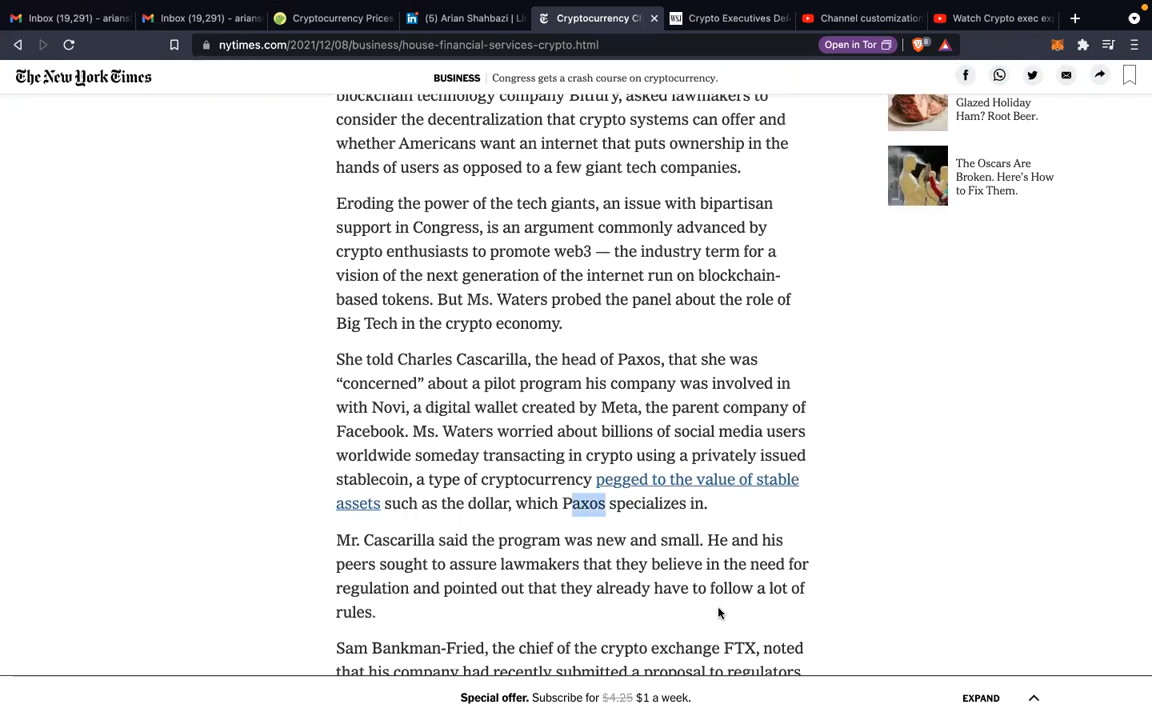 Inbox (19,291) - arians
Inbox (19,291) - arians
Cryptocurrency Prices
(5) Arian Shahbazi | Li
Cryptocurrency C
Crypto Executives De
Channel customization
Watch Crypto exec ex
nytimes.com/2021/12/08/business/house-financial-services-crypto.html
Open in Tor
8
The New York Times
BUSINESS | Congress gets a crash course on cryptocurrency.
blockchain technology company Bitfury, asked lawmakers to
consider the decentralization that crypto systems can offer and
whether Americans want an internet that puts ownership in the
hands of users as opposed to a few giant tech companies.
Eroding the power of the tech giants, an issue with bipartisan
support in Congress, is an argument commonly advanced by
crypto enthusiasts to promote web3 — the industry term for a
vision of the next generation of the internet run on blockchain-
based tokens. But Ms. Waters probed the panel about the role of
Big Tech in the crypto economy.
She told Charles Cascarilla, the head of Paxos, that she was
“concerned” about a pilot program his company was involved in
with Novi, a digital wallet created by Meta, the parent company of
Facebook. Ms. Waters worried about billions of social media users
worldwide someday transacting in crypto using a privately issued
stablecoin, a type of cryptocurrency pegged to the value of stable
assets such as the dollar, which Paxos specializes in.
Mr. Cascarilla said the program was new and small. He and his
peers sought to assure lawmakers that they believe in the need for
regulation and pointed out that they already have to follow a lot of
rules.
Sam Bankman-Fried, the chief of the crypto exchange FTX, noted
that his company had recently submitted a proposal to regulators
Glazed Holiday
Ham? Root Beer.
The Oscars Are
Broken. Here’s How
to Fix Them.
Special offer. Subscribe for $4.25 $1 a week.
EXPAND